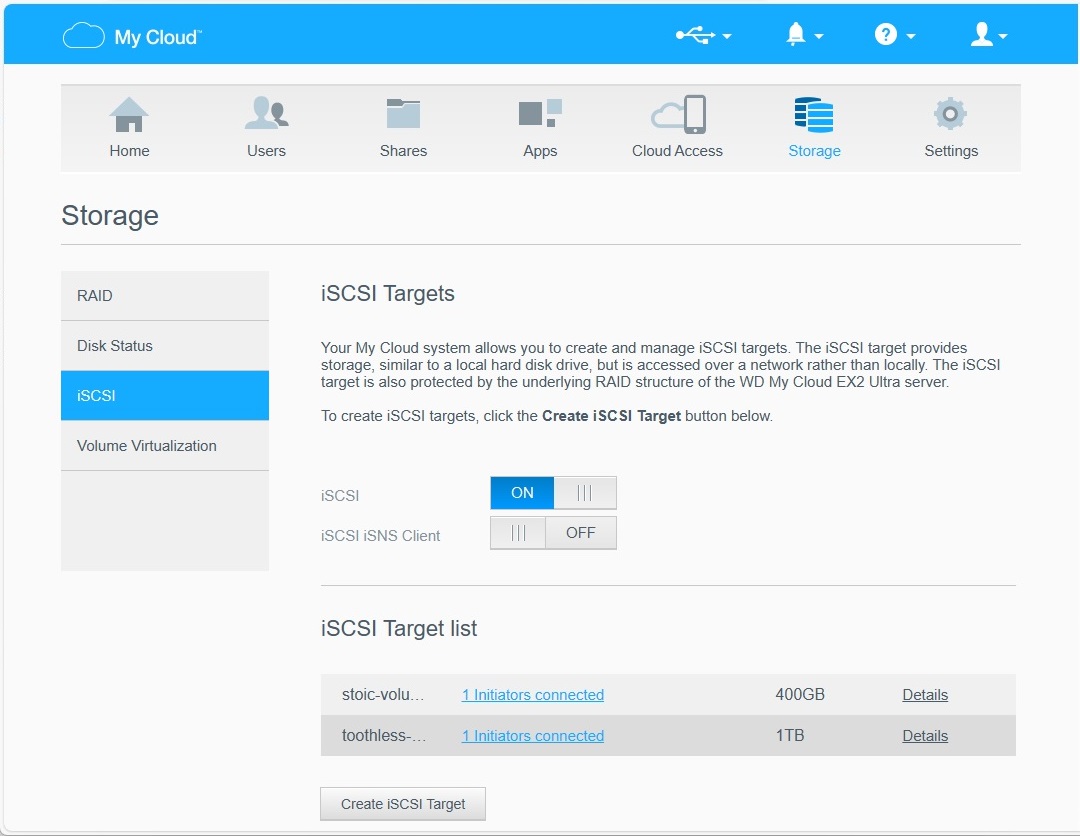 My Cloud™
Home
Users
Shares
Apps
Cloud Access
Storage
Settings
Storage
RAID
Disk Status
iSCSI
Volume Virtualization
iSCSI Targets
Your My Cloud system allows you to create and manage iSCSI targets. The iSCSI target provides
storage, similar to a local hard disk drive, but is accessed over a network rather than locally. The iSCSI
target is also protected by the underlying RAID structure of the WD My Cloud EX2 Ultra server.
To create iSCSI targets, click the Create iSCSI Target button below.
iSCSI ON
iSCSI iSNS Client OFF
iSCSI Target list
stoic-volu… 1 Initiators connected 400GB Details
toothless-… 1 Initiators connected 1TB Details
Create iSCSI Target